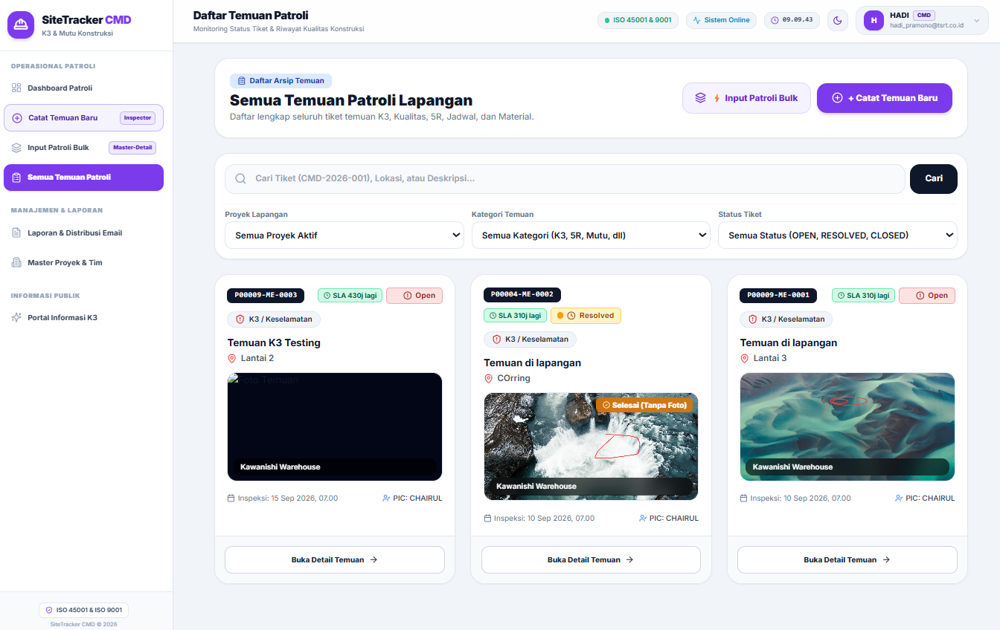 SiteTracker CMD
K3 & Mutu Konstruksi
OPERASIONAL PATROLI
Dashboard Patroli
Catat Temuan Baru
Inspector
Input Patroli Bulk
Master-Detail
Semua Temuan Patroli
MANAJEMEN & LAPORAN
Laporan & Distribusi Email
Master Proyek & Tim
INFORMASI PUBLIK
Portal Informasi K3
ISO 45001 & ISO 9001
SiteTracker CMD © 2026
Daftar Temuan Patroli
Monitoring Status Tiket & Riwayat Kualitas Konstruksi
ISO 45001 & 9001
Sistem Online
09.09.43
H
HADI CMD
hadi_pramono@tsrt.co.id
Daftar Arsip Temuan
Semua Temuan Patroli Lapangan
Daftar lengkap seluruh tiket temuan K3, Kualitas, 5R, Jadwal, dan Material.
Input Patroli Bulk
+ Catat Temuan Baru
Cari Tiket (CMD-2026-001), Lokasi, atau Deskripsi...
Cari
Proyek Lapangan
Semua Proyek Aktif
Kategori Temuan
Semua Kategori (K3, 5R, Mutu, dll)
Status Tiket
Semua Status (OPEN, RESOLVED, CLOSED)
P00009-ME-0003
SLA 430j lagi
Open
K3 / Keselamatan
Temuan K3 Testing
Lantai 2
Foto Temuan
Kawanishi Warehouse
Inspeksi: 15 Sep 2026, 07.00
PIC: CHAIRUL
Buka Detail Temuan
P00004-ME-0002
SLA 310j lagi
Resolved
K3 / Keselamatan
Temuan di lapangan
COrring
Selesai (Tanpa Foto)
Kawanishi Warehouse
Inspeksi: 10 Sep 2026, 07.00
PIC: CHAIRUL
Buka Detail Temuan
P00009-ME-0001
SLA 310j lagi
Open
K3 / Keselamatan
Temuan di lapangan
Lantai 3
Kawanishi Warehouse
Inspeksi: 10 Sep 2026, 07.00
PIC: CHAIRUL
Buka Detail Temuan